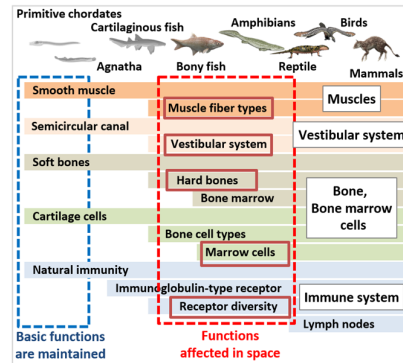 Primitive chordates
Cartilaginous fish
Amphibians
Birds
Agnatha
Bony fish
Reptile
Mammals
Smooth muscle
Muscle fiber types
Muscles
Semicircular canal
Vestibular system
Vestibular system
Soft bones
Hard bones
Bone marrow
Bone,
Bone marrow
cells
Cartilage cells
Bone cell types
Marrow cells
Natural immunity
Immunoglobulin-type receptor
Immune system
Receptor diversity
Lymph nodes
Basic functions
are maintained
Functions
affected in space